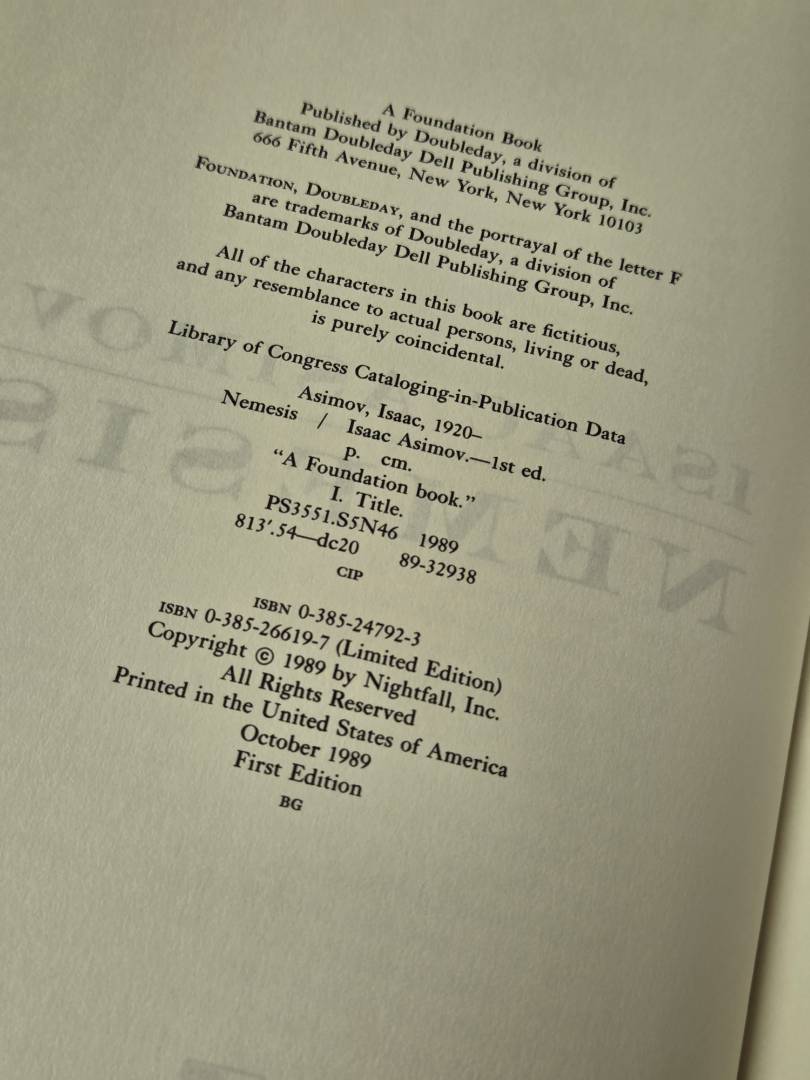 A Foundation Book
Published by Doubleday, a division of
Bantam Doubleday Dell Publishing Group, Inc.
666 Fifth Avenue, New York, New York 10103
FOUNDATION, DOUBLEDAY, and the portrayal of the letter F
are trademarks of Doubleday, a division of
Bantam Doubleday Dell Publishing Group, Inc.
All of the characters in this book are fictitious,
and any resemblance to actual persons, living or dead,
is purely coincidental.
Library of Congress Cataloging-in-Publication Data
Asimov, Isaac, 1920–
Nemesis / Isaac Asimov.—1st ed.
p. cm.
“A Foundation book.”
I. Title.
PS3551.S5N46 1989
813′.54—dc20 89-32938
CIP
ISBN 0-385-24792-3
ISBN 0-385-26619-7 (Limited Edition)
Copyright © 1989 by Nightfall, Inc.
All Rights Reserved
Printed in the United States of America
October 1989
First Edition
BG